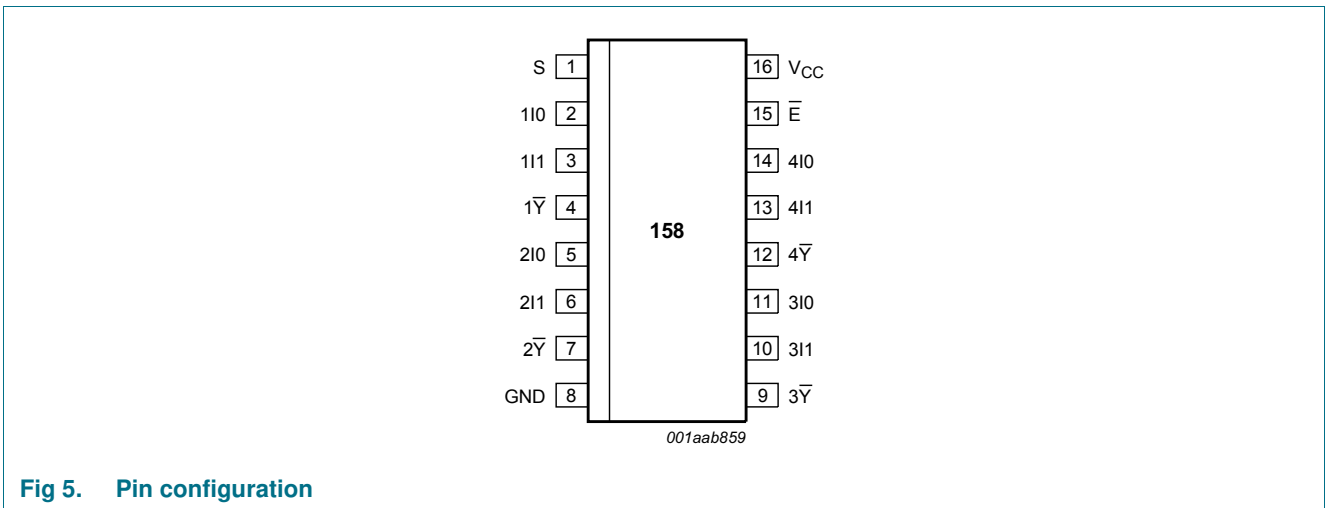 S 1 16 V_CC
1I0 2 15 E̅
1I1 3 14 4I0
1Y̅ 4 13 4I1
158
2I0 5 12 4Y̅
2I1 6 11 3I0
2Y̅ 7 10 3I1
GND 8 9 3Y̅
001aab859
Fig 5. Pin configuration